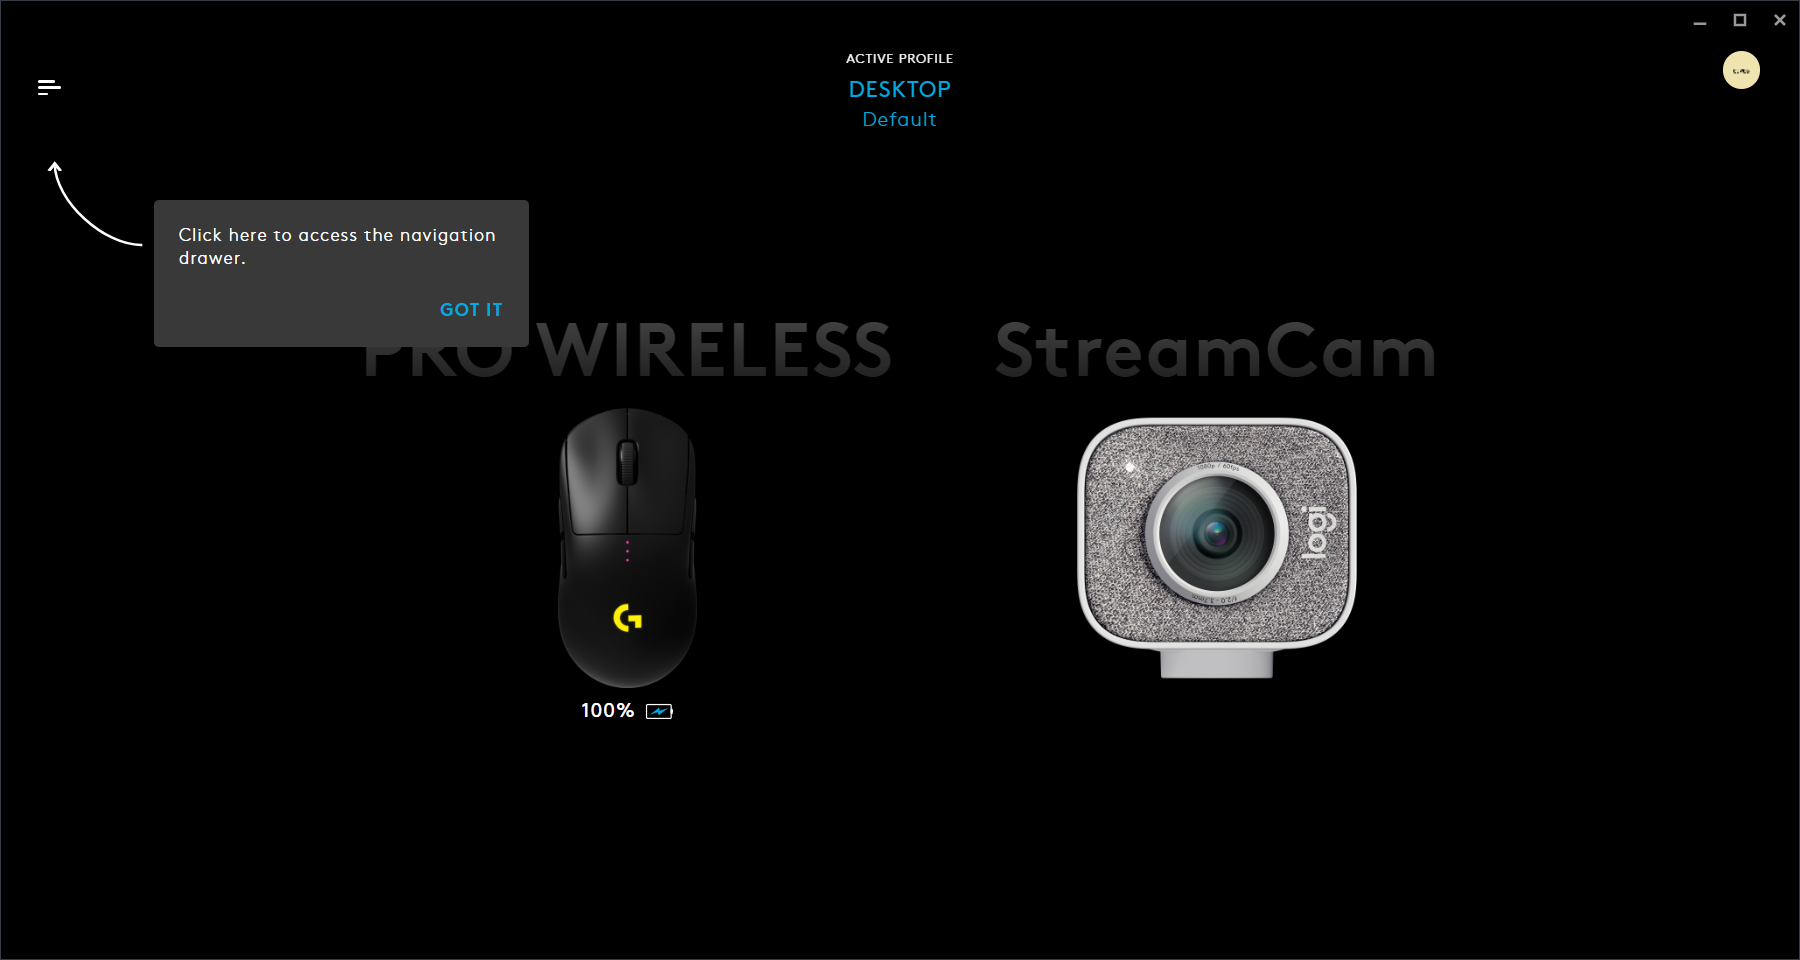 ACTIVE PROFILE
DESKTOP
Default
Click here to access the navigation
drawer.
GOT IT
PRO WIRELESS
StreamCam
1080p / 60fps
logi
f/2.0 · 3.7mm
100%